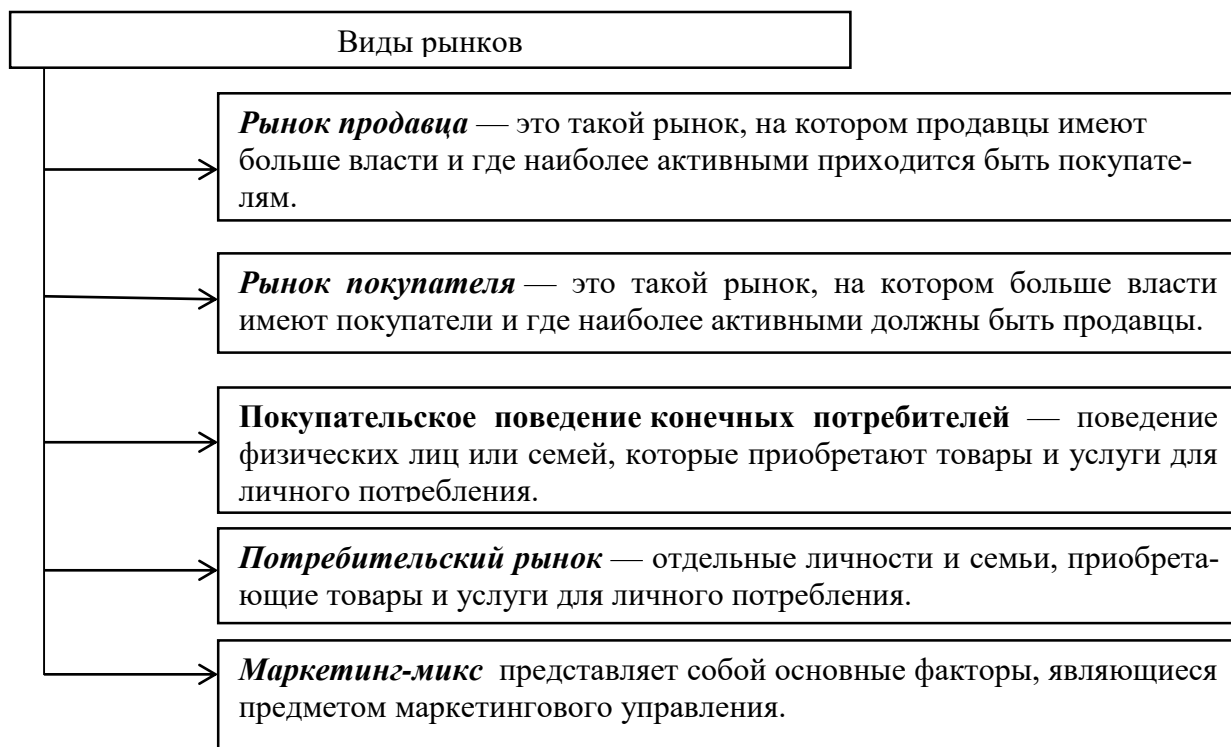 Виды рынков
Рынок продавца — это такой рынок, на котором продавцы имеют
больше власти и где наиболее активными приходится быть покупате-
лям.
Рынок покупателя — это такой рынок, на котором больше власти
имеют покупатели и где наиболее активными должны быть продавцы.
Покупательское поведение конечных потребителей — поведение
физических лиц или семей, которые приобретают товары и услуги для
личного потребления.
Потребительский рынок — отдельные личности и семьи, приобрета-
ющие товары и услуги для личного потребления.
Маркетинг-микс представляет собой основные факторы, являющиеся
предметом маркетингового управления.